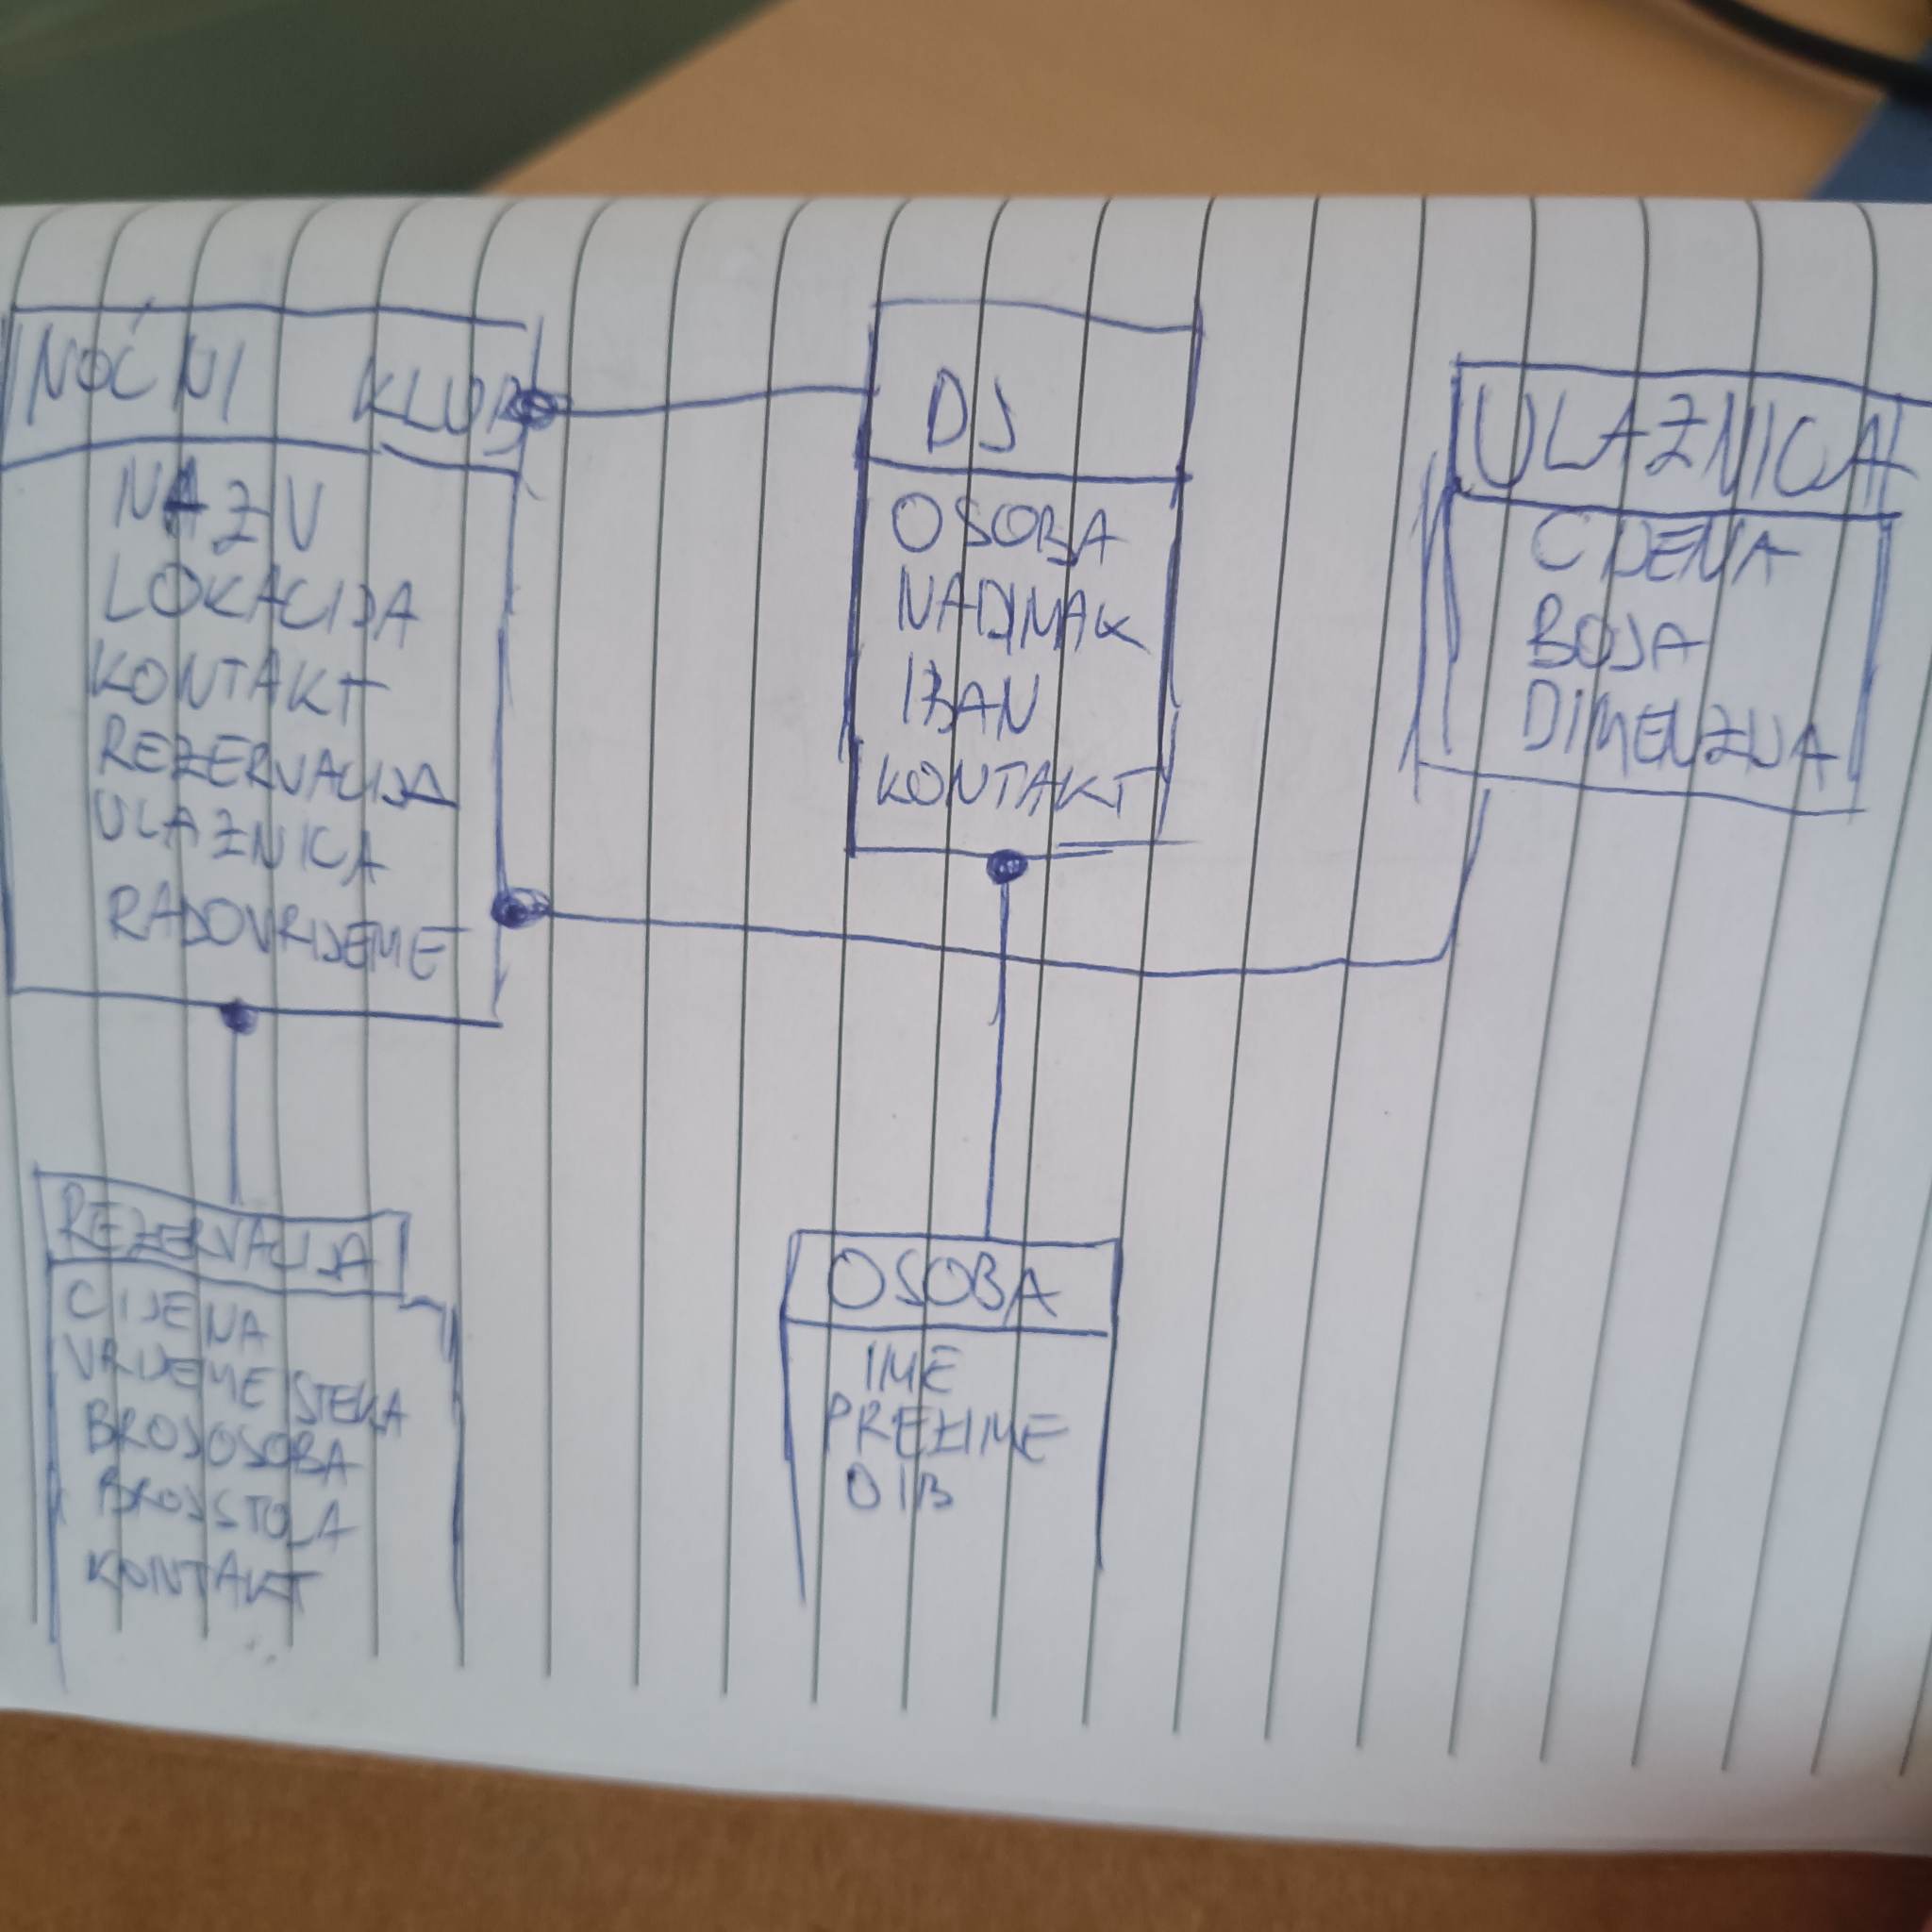 NOĆNI KLUB
NAZIV
LOKACIJA
KONTAKT
REZERVACIJA
ULAZNICA
RADOVRIJEME
DJ
OSOBA
NADIMAK
IBAN
KONTAKT
ULAZNICA
CIJENA
BOJA
DIMENZIJA
REZERVACIJA
CIJENA
VRIJEME
BROJOSOBA
BROJSTOLA
KONTAKT
OSOBA
IME
PREZIME
OIB